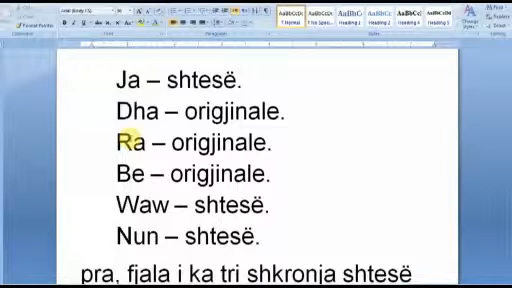 Ja – shtesë.
Dha – origjinale.
Ra – origjinale.
Be – origjinale.
Waw – shtesë.
Nun – shtesë.
pra, fjala i ka tri shkronja shtesë